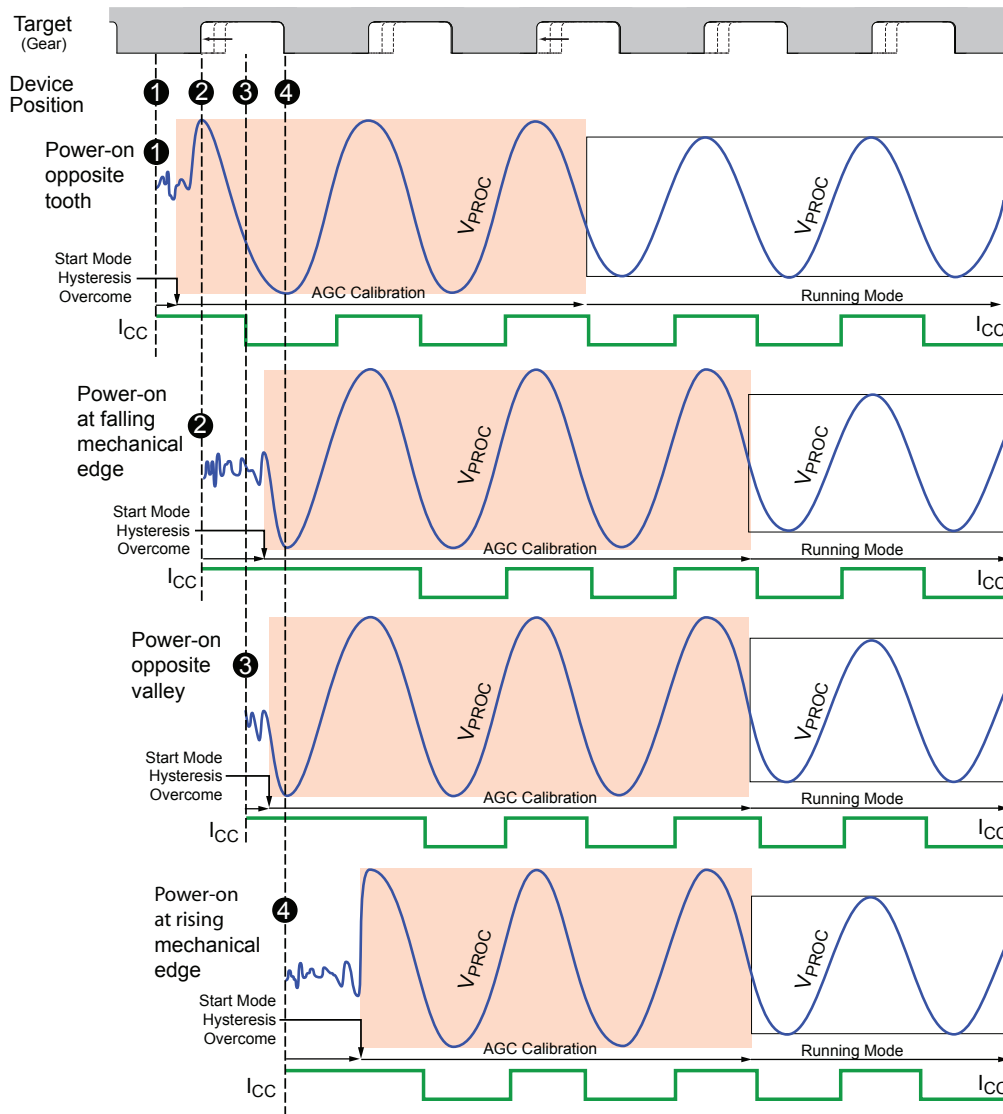 Target
(Gear)
Device
Position
1 2 3 4
1
Power-on
opposite
tooth
VPROC
VPROC
Start Mode
Hysteresis
Overcome
AGC Calibration
Running Mode
ICC
ICC
Power-on
at falling
mechanical
edge
2
VPROC
VPROC
Start Mode
Hysteresis
Overcome
AGC Calibration
Running Mode
ICC
ICC
Power-on
opposite
valley
3
VPROC
VPROC
Start Mode
Hysteresis
Overcome
AGC Calibration
Running Mode
ICC
ICC
Power-on
at rising
mechanical
edge
4
VPROC
VPROC
Start Mode
Hysteresis
Overcome
AGC Calibration
Running Mode
ICC
ICC